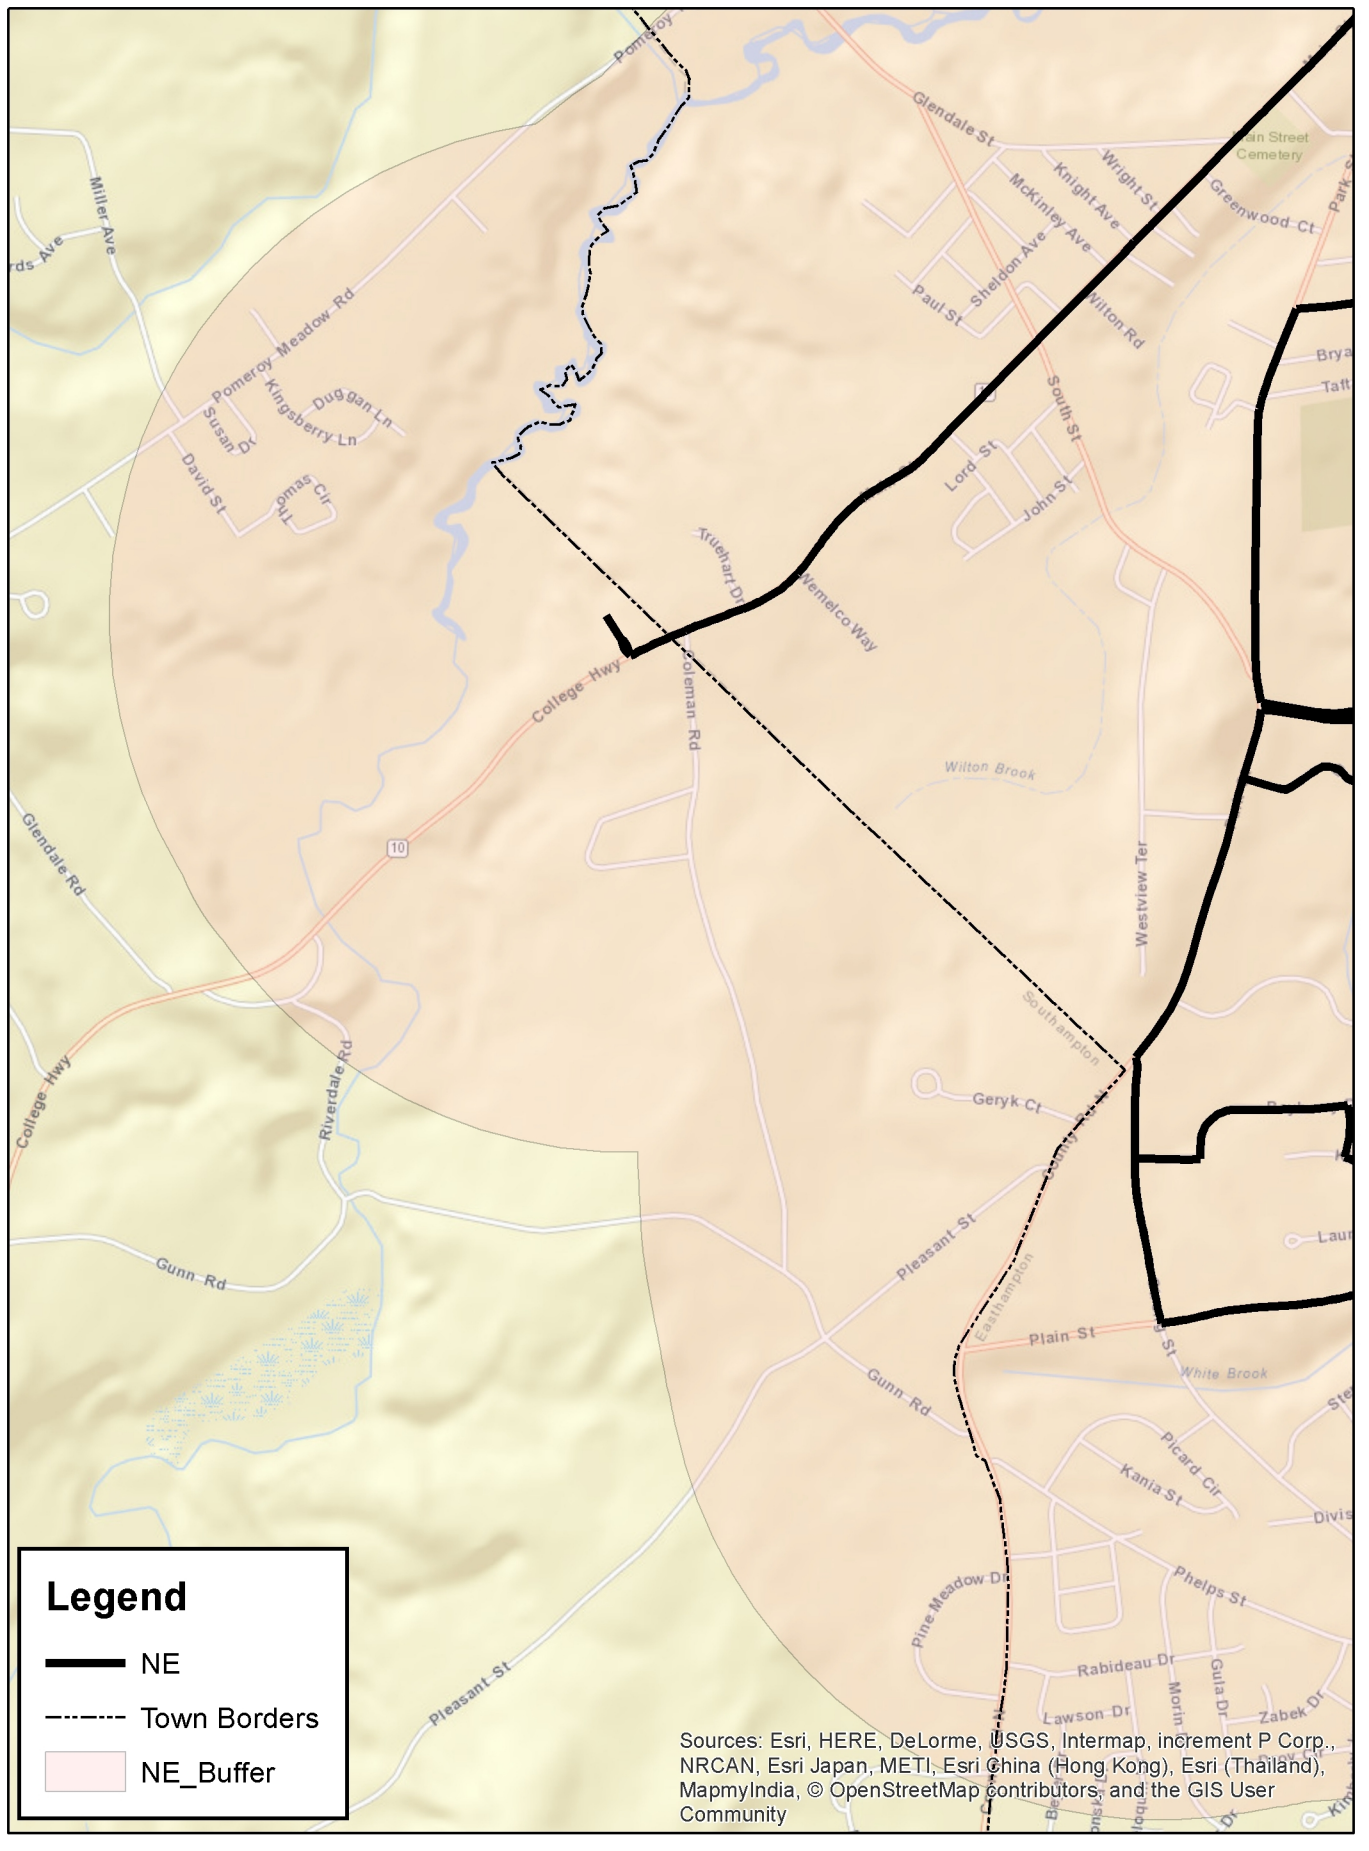 Glendale St
Main Street
Cemetery
Miller Ave
Wright St
Knight Ave
McKinley Ave
Greenwood Ct
Sheldon Ave
Paul St
Wilton Rd
Pomeroy Meadow Rd
Duggan Ln
Kingsberry Ln
Susan Dr
David St
Thomas Cir
South St
Lord St
John St
Truehart Dr
Wemelco Way
College Hwy
Coleman Rd
Wilton Brook
10
Glendale Rd
Westview Ter
Southampton
College Hwy
Riverdale Rd
Geryk Ct
County Rd N
Pleasant St
Gunn Rd
Easthampton
Plain St
White Brook
Gunn Rd
Picard Cir
Kania St
Phelps St
Pine Meadow Dr
Rabideau Dr
Gula Dr
Lawson Dr
Zabek Dr
Pleasant St
Legend
NE
Town Borders
NE_Buffer
Sources: Esri, HERE, DeLorme, USGS, Intermap, increment P Corp.,
NRCAN, Esri Japan, METI, Esri China (Hong Kong), Esri (Thailand),
MapmyIndia, © OpenStreetMap contributors, and the GIS User
Community